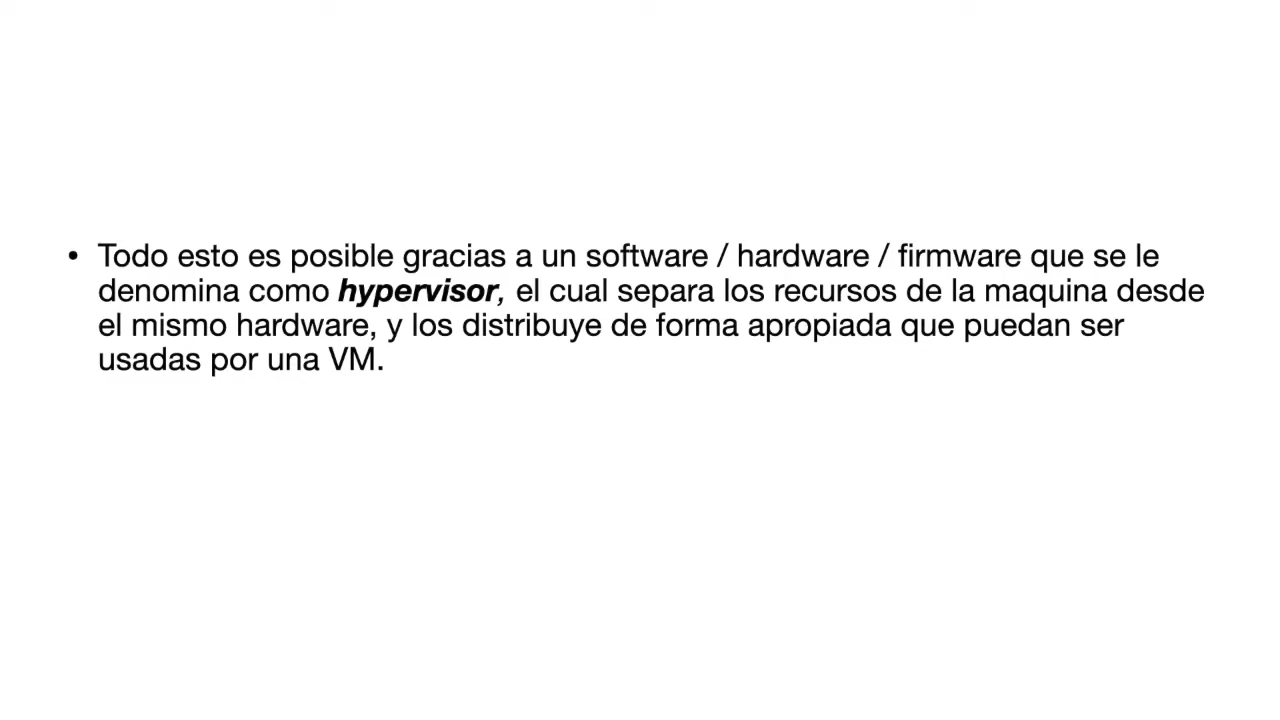 • Todo esto es posible gracias a un software / hardware / firmware que se le
denomina como hypervisor, el cual separa los recursos de la maquina desde
el mismo hardware, y los distribuye de forma apropiada que puedan ser
usadas por una VM.